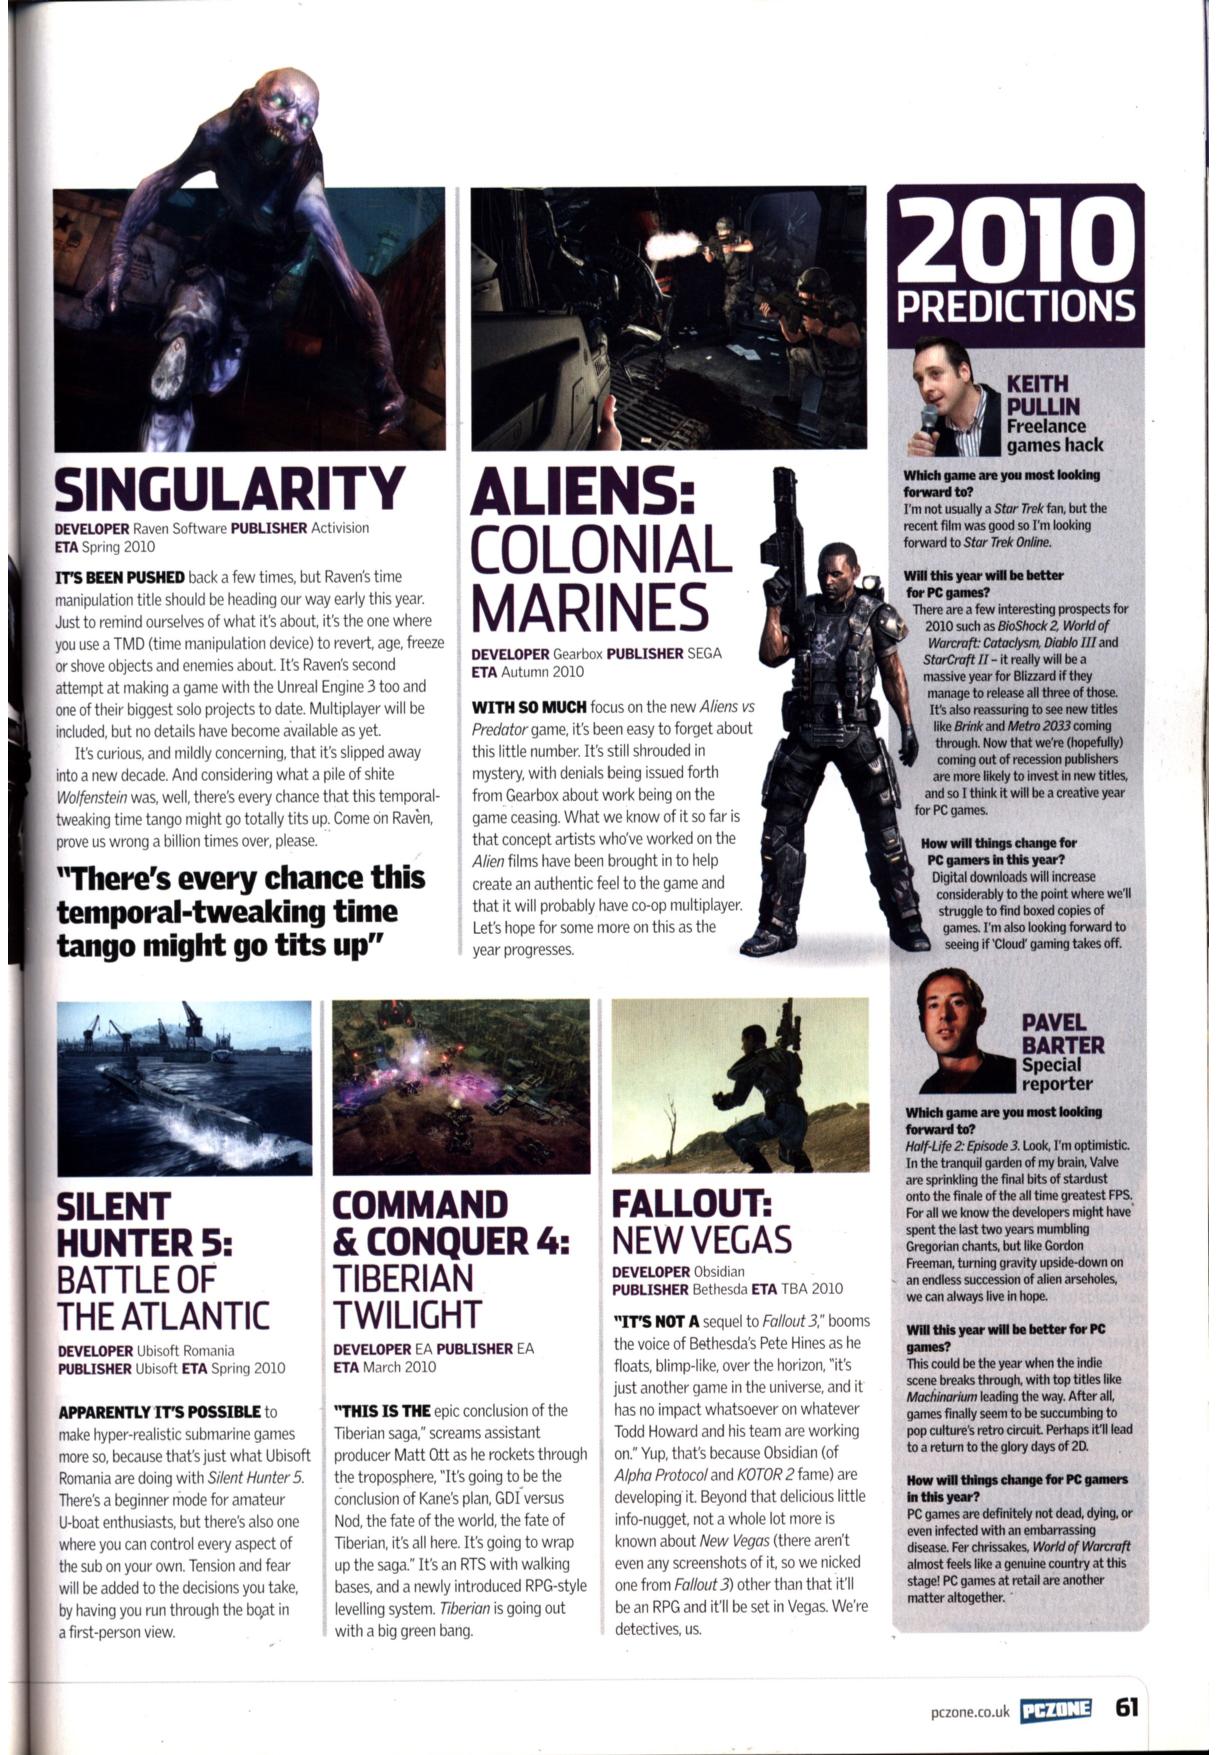 SINGULARITY
DEVELOPER Raven Software PUBLISHER Activision
ETA Spring 2010
IT'S BEEN PUSHED back a few times, but Raven's time
manipulation title should be heading our way early this year.
Just to remind ourselves of what it's about, it's the one where
you use a TMD (time manipulation device) to revert, age, freeze
or shove objects and enemies about. It's Raven's second
attempt at making a game with the Unreal Engine 3 too and
one of their biggest solo projects to date. Multiplayer will be
included, but no details have become available as yet.
It's curious, and mildly concerning, that it's slipped away
into a new decade. And considering what a pile of shite
Wolfenstein was, well, there's every chance that this temporal-
tweaking time tango might go totally tits up. Come on Raven,
prove us wrong a billion times over, please.
"There's every chance this
temporal-tweaking time
tango might go tits up"
ALIENS:
COLONIAL
MARINES
DEVELOPER Gearbox PUBLISHER SEGA
ETA Autumn 2010
WITH SO MUCH focus on the new Aliens vs
Predator game, it's been easy to forget about
this little number. It's still shrouded in
mystery, with denials being issued forth
from Gearbox about work being on the
game ceasing. What we know of it so far is
that concept artists who've worked on the
Alien films have been brought in to help
create an authentic feel to the game and
that it will probably have co-op multiplayer.
Let's hope for some more on this as the
year progresses.
SILENT
HUNTER 5:
BATTLE OF
THE ATLANTIC
DEVELOPER Ubisoft Romania
PUBLISHER Ubisoft ETA Spring 2010
APPARENTLY IT'S POSSIBLE to
make hyper-realistic submarine games
more so, because that's just what Ubisoft
Romania are doing with Silent Hunter 5.
There's a beginner mode for amateur
U-boat enthusiasts, but there's also one
where you can control every aspect of
the sub on your own. Tension and fear
will be added to the decisions you take,
by having you run through the boat in
a first-person view.
COMMAND
& CONQUER 4:
TIBERIAN
TWILIGHT
DEVELOPER EA PUBLISHER EA
ETA March 2010
"THIS IS THE epic conclusion of the
Tiberian saga," screams assistant
producer Matt Ott as he rockets through
the troposphere, "It's going to be the
conclusion of Kane's plan, GDI versus
Nod, the fate of the world, the fate of
Tiberian, it's all here. It's going to wrap
up the saga." It's an RTS with walking
bases, and a newly introduced RPG-style
levelling system. Tiberian is going out
with a big green bang.
FALLOUT:
NEW VEGAS
DEVELOPER Obsidian
PUBLISHER Bethesda ETA TBA 2010
"IT'S NOT A sequel to Fallout 3," booms
the voice of Bethesda's Pete Hines as he
floats, blimp-like, over the horizon, "it's
just another game in the universe, and it
has no impact whatsoever on whatever
Todd Howard and his team are working
on." Yup, that's because Obsidian (of
Alpha Protocol and KOTOR 2 fame) are
developing it. Beyond that delicious little
info-nugget, not a whole lot more is
known about New Vegas (there aren't
even any screenshots of it, so we nicked
one from Fallout 3) other than that it'll
be an RPG and it'll be set in Vegas. We're
detectives, us.
2010
PREDICTIONS
KEITH
PULLIN
Freelance
games hack
Which game are you most looking
forward to?
I'm not usually a Star Trek fan, but the
recent film was good so I'm looking
forward to Star Trek Online.
Will this year will be better
for PC games?
There are a few interesting prospects for
2010 such as BioShock 2, World of
Warcraft: Cataclysm, Diablo III and
StarCraft II – it really will be a
massive year for Blizzard if they
manage to release all three of those.
It's also reassuring to see new titles
like Brink and Metro 2033 coming
through. Now that we're (hopefully)
coming out of recession publishers
are more likely to invest in new titles,
and so I think it will be a creative year
for PC games.
How will things change for
PC gamers in this year?
Digital downloads will increase
considerably to the point where we'll
struggle to find boxed copies of
games. I'm also looking forward to
seeing if 'Cloud' gaming takes off.
PAVEL
BARTER
Special
reporter
Which game are you most looking
forward to?
Half-Life 2: Episode 3. Look, I'm optimistic.
In the tranquil garden of my brain, Valve
are sprinkling the final bits of stardust
onto the finale of the all time greatest FPS.
For all we know the developers might have
spent the last two years mumbling
Gregorian chants, but like Gordon
Freeman, turning gravity upside-down on
an endless succession of alien arseholes,
we can always live in hope.
Will this year will be better for PC
games?
This could be the year when the indie
scene breaks through, with top titles like
Machinarium leading the way. After all,
games finally seem to be succumbing to
pop culture's retro circuit. Perhaps it'll lead
to a return to the glory days of 2D.
How will things change for PC gamers
in this year?
PC games are definitely not dead, dying, or
even infected with an embarrassing
disease. Fer chrissakes, World of Warcraft
almost feels like a genuine country at this
stage! PC games at retail are another
matter altogether.
pczone.co.uk PCZONE 61